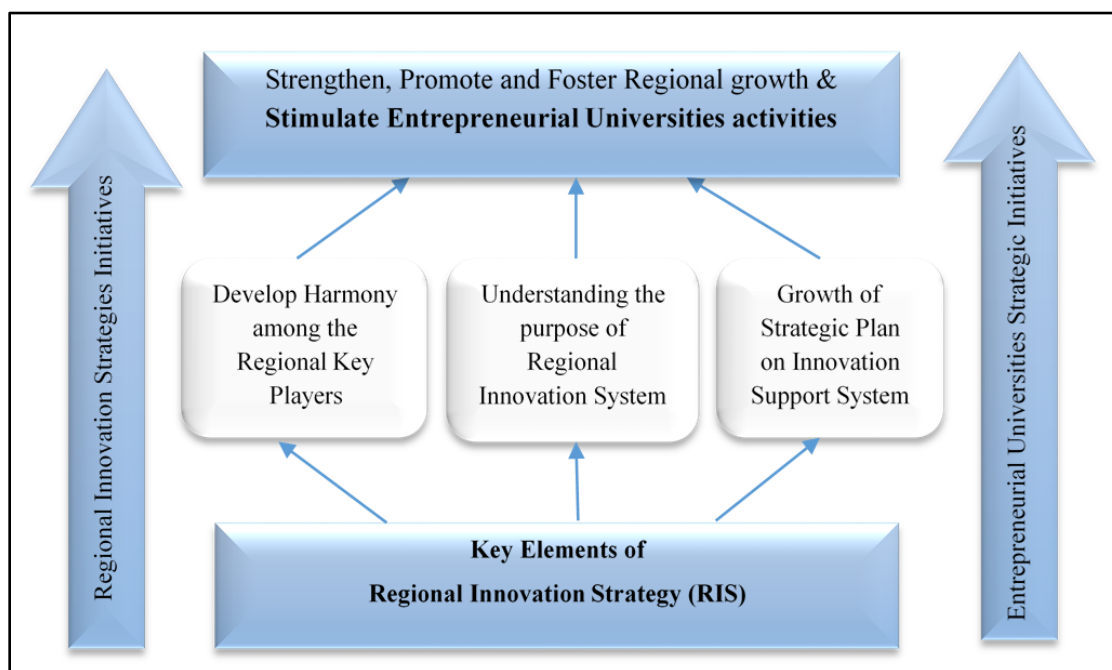 Strengthen, Promote and Foster Regional growth &
Stimulate Entrepreneurial Universities activities
Regional Innovation Strategies Initiatives
Develop Harmony
among the
Regional Key
Players
Understanding the
purpose of
Regional
Innovation System
Growth of
Strategic Plan
on Innovation
Support System
Entrepreneurial Universities Strategic Initiatives
Key Elements of
Regional Innovation Strategy (RIS)